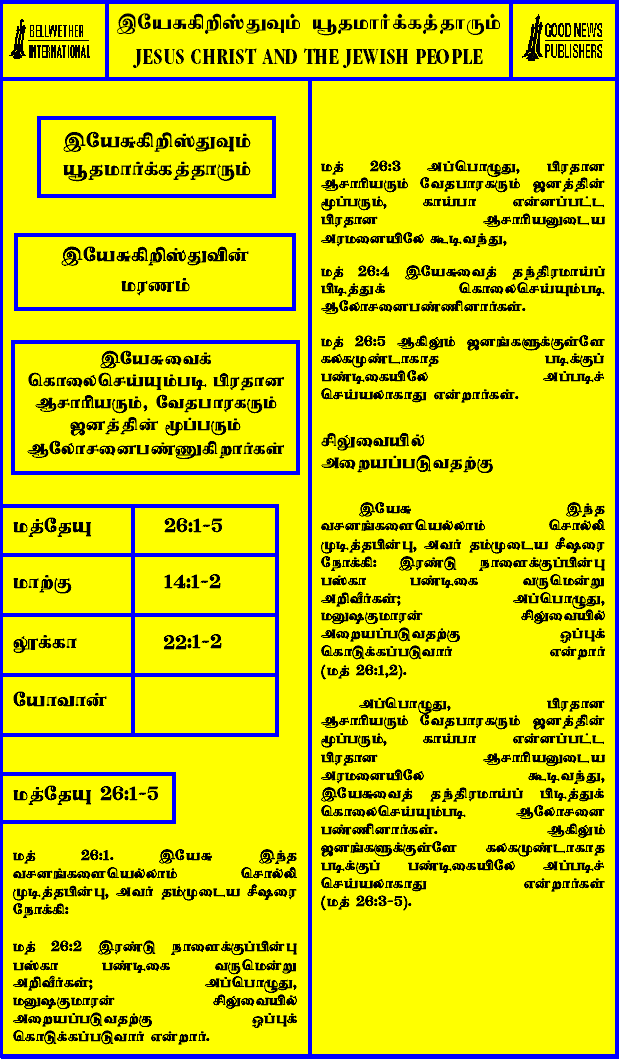 BELLWETHER
INTERNATIONAL
இயேசுகிறிஸ்துவும் யூதமார்க்கத்தாரும்
JESUS CHRIST AND THE JEWISH PEOPLE
GOOD NEWS
PUBLISHERS
இயேசுகிறிஸ்துவும்
யூதமார்க்கத்தாரும்
இயேசுகிறிஸ்துவின்
மரணம்
இயேசுவைக்
கொலைசெய்யும்படி பிரதான
ஆசாரியரும், வேதபாரகரும்
ஜனத்தின் மூப்பரும்
ஆலோசனைபண்ணுகிறார்கள்
மத்தேயு 26:1-5
மாற்கு 14:1-2
லூக்கா 22:1-2
யோவான்
மத்தேயு 26:1-5
மத் 26:1. இயேசு இந்த
வசனங்களையெல்லாம் சொல்லி
முடித்தபின்பு, அவர் தம்முடைய சீஷரை
நோக்கி:
மத் 26:2 இரண்டு நாளைக்குப்பின்பு
பஸ்கா பண்டிகை வருமென்று
அறிவீர்கள்; அப்பொழுது,
மனுஷகுமாரன் சிலுவையில்
அறையப்படுவதற்கு ஒப்புக்
கொடுக்கப்படுவார் என்றார்.
மத் 26:3 அப்பொழுது, பிரதான
ஆசாரியரும் வேதபாரகரும் ஜனத்தின்
மூப்பரும், காய்பா என்னப்பட்ட
பிரதான ஆசாரியனுடைய
அரமனையிலே கூடிவந்து,
மத் 26:4 இயேசுவைத் தந்திரமாய்ப்
பிடித்துக் கொலைசெய்யும்படி
ஆலோசனைபண்ணினார்கள்.
மத் 26:5 ஆகிலும் ஜனங்களுக்குள்ளே
கலகமுண்டாகாத படிக்குப்
பண்டிகையிலே அப்படிச்
செய்யலாகாது என்றார்கள்.
சிலுவையில்
அறையப்படுவதற்கு
இயேசு இந்த
வசனங்களையெல்லாம் சொல்லி
முடித்தபின்பு, அவர் தம்முடைய சீஷரை
நோக்கி: இரண்டு நாளைக்குப்பின்பு
பஸ்கா பண்டிகை வருமென்று
அறிவீர்கள்; அப்பொழுது,
மனுஷகுமாரன் சிலுவையில்
அறையப்படுவதற்கு ஒப்புக்
கொடுக்கப்படுவார் என்றார்
(மத் 26:1,2).
அப்பொழுது, பிரதான
ஆசாரியரும் வேதபாரகரும் ஜனத்தின்
மூப்பரும், காய்பா என்னப்பட்ட
பிரதான ஆசாரியனுடைய
அரமனையிலே கூடிவந்து,
இயேசுவைத் தந்திரமாய்ப் பிடித்துக்
கொலைசெய்யும்படி ஆலோசனை
பண்ணினார்கள். ஆகிலும்
ஜனங்களுக்குள்ளே கலகமுண்டாகாத
படிக்குப் பண்டிகையிலே அப்படிச்
செய்யலாகாது என்றார்கள்
(மத் 26:3-5).